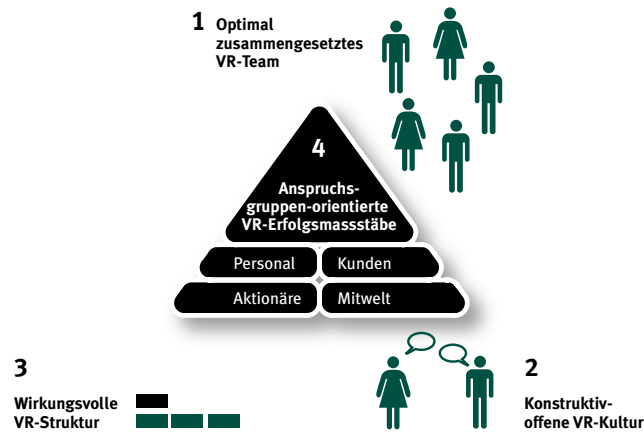 1 Optimal
zusammengesetztes
VR-Team
4
Anspruchs-
gruppen-orientierte
VR-Erfolgsmassstäbe
Personal Kunden
Aktionäre Mitwelt
3
Wirkungsvolle
VR-Struktur
2
Konstruktiv-
offene VR-Kultur